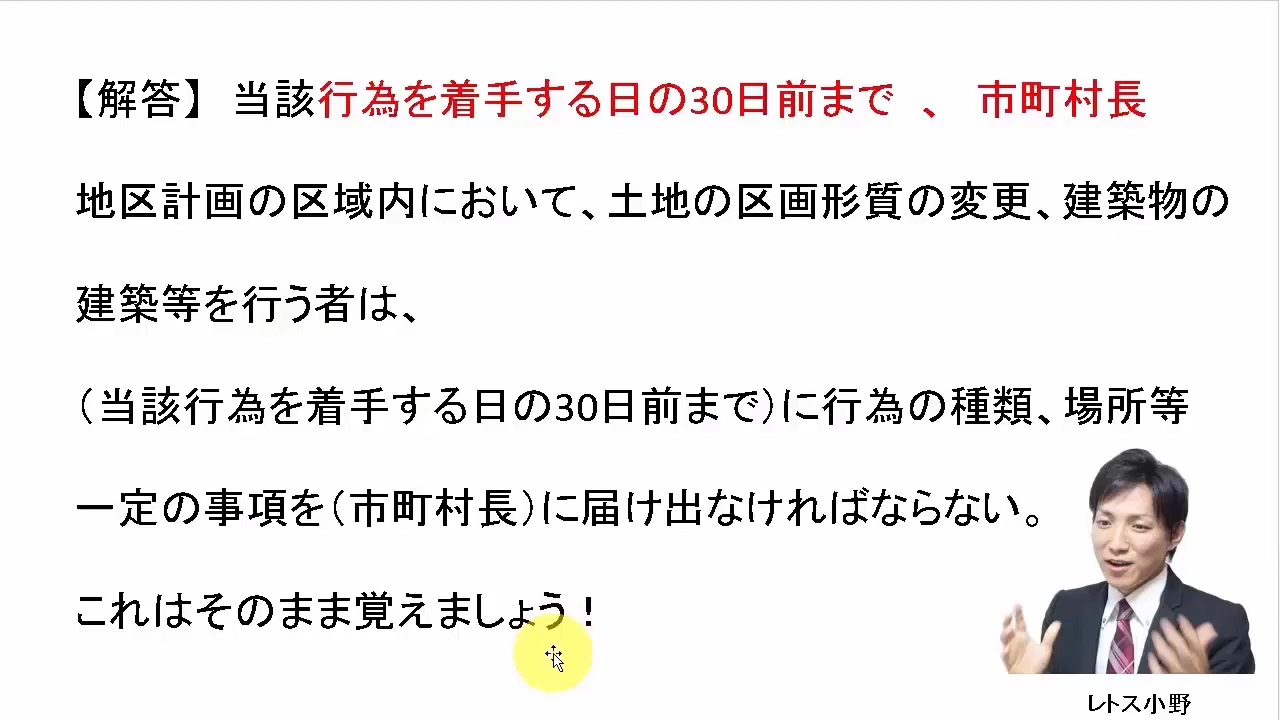 【解答】 当該行為を着手する日の30日前まで 、 市町村長
地区計画の区域内において、土地の区画形質の変更、建築物の
建築等を行う者は、
（当該行為を着手する日の30日前まで）に行為の種類、場所等
一定の事項を（市町村長）に届け出なければならない。
これはそのまま覚えましょう！
レトス小野